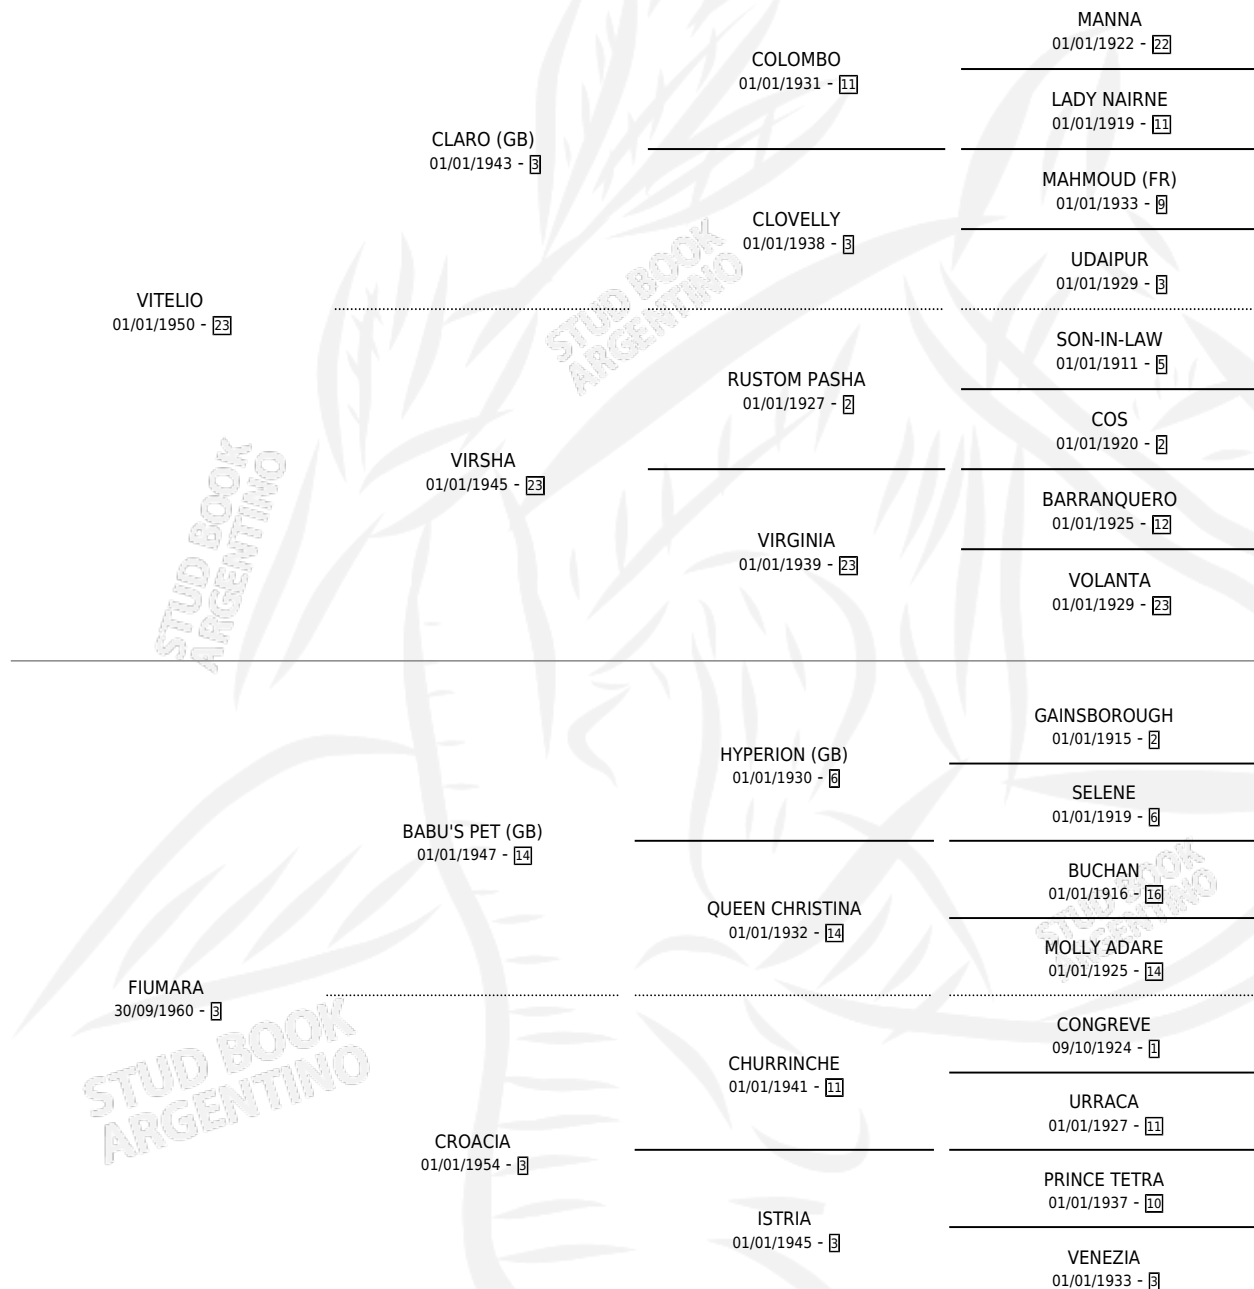 MANNA
01/01/1922 - 22
COLOMBO
01/01/1931 - 11
LADY NAIRNE
01/01/1919 - 11
CLARO (GB)
01/01/1943 - 3
MAHMOUD (FR)
01/01/1933 - 9
CLOVELLY
01/01/1938 - 3
UDAIPUR
01/01/1929 - 3
VITELIO
01/01/1950 - 23
STUD BOOK
ARGENTINO
SON-IN-LAW
01/01/1911 - 5
RUSTOM PASHA
01/01/1927 - 2
COS
01/01/1920 - 2
VIRSHA
01/01/1945 - 23
BARRANQUERO
01/01/1925 - 12
VIRGINIA
01/01/1939 - 23
VOLANTA
01/01/1929 - 23
STUD BOOK
ARGENTINO
GAINSBOROUGH
01/01/1915 - 2
HYPERION (GB)
01/01/1930 - 6
SELENE
01/01/1919 - 6
BABU'S PET (GB)
01/01/1947 - 14
BUCHAN
01/01/1916 - 16
QUEEN CHRISTINA
01/01/1932 - 14
MOLLY ADARE
01/01/1925 - 14
STUD BOOK
ARGENTINO
FIUMARA
30/09/1960 - 3
STUD BOOK
ARGENTINO
CONGREVE
09/10/1924 - 1
CHURRINCHE
01/01/1941 - 11
URRACA
01/01/1927 - 11
CROACIA
01/01/1954 - 3
PRINCE TETRA
01/01/1937 - 10
ISTRIA
01/01/1945 - 3
VENEZIA
01/01/1933 - 3